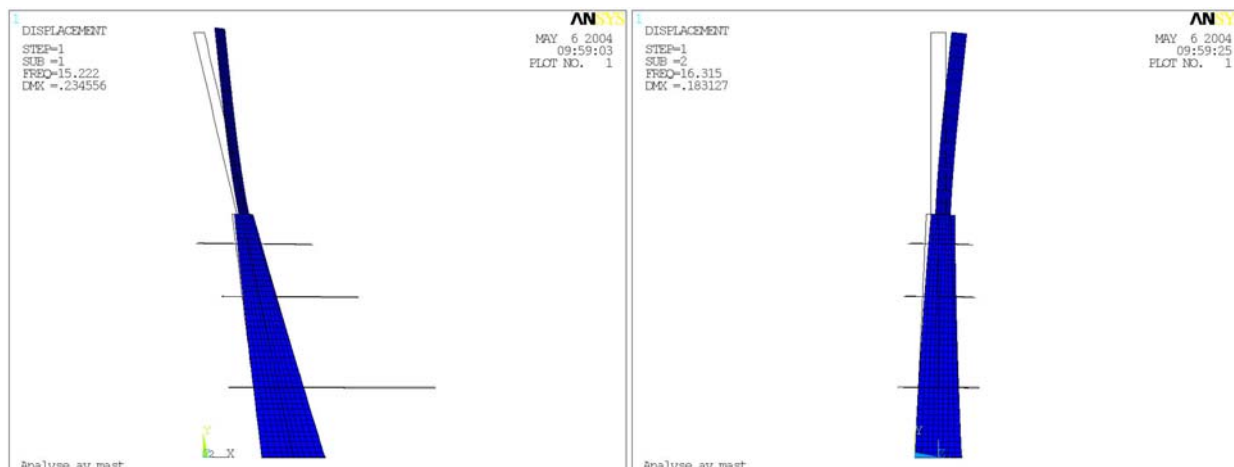 1
DISPLACEMENT
STEP=1
SUB =1
FREQ=15.222
DMX =.234556
ANSYS
MAY 6 2004
09:59:03
PLOT NO. 1
Y
Z X
Analyse av mast
1
DISPLACEMENT
STEP=1
SUB =2
FREQ=16.315
DMX =.183127
ANSYS
MAY 6 2004
09:59:25
PLOT NO. 1
Y
Analyse av mast